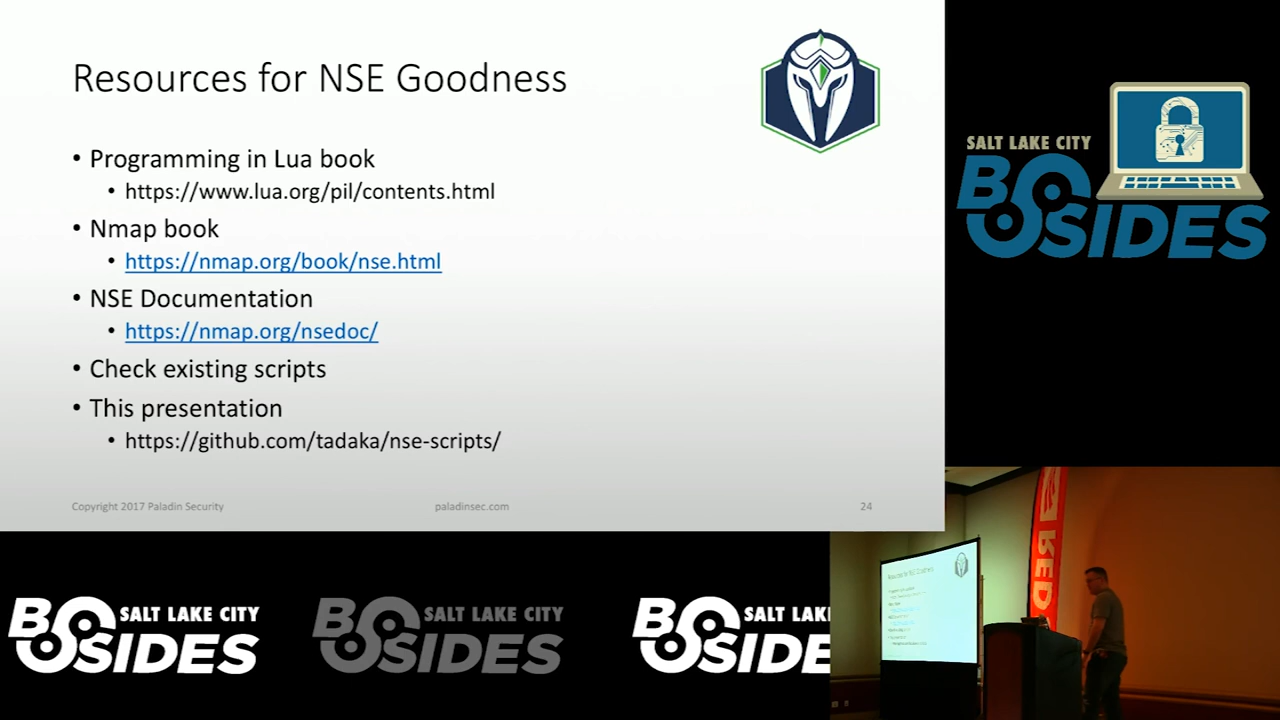 Resources for NSE Goodness
• Programming in Lua book
• https://www.lua.org/pil/contents.html
• Nmap book
• https://nmap.org/book/nse.html
• NSE Documentation
• https://nmap.org/nsedoc/
• Check existing scripts
• This presentation
• https://github.com/tadaka/nse-scripts/
Copyright 2017 Paladin Security
paladinsec.com
24
SALT LAKE CITY
BSIDES
RED
BSIDES SALT LAKE CITY
BSIDES SALT LAKE CITY
BSIDES SALT LAK